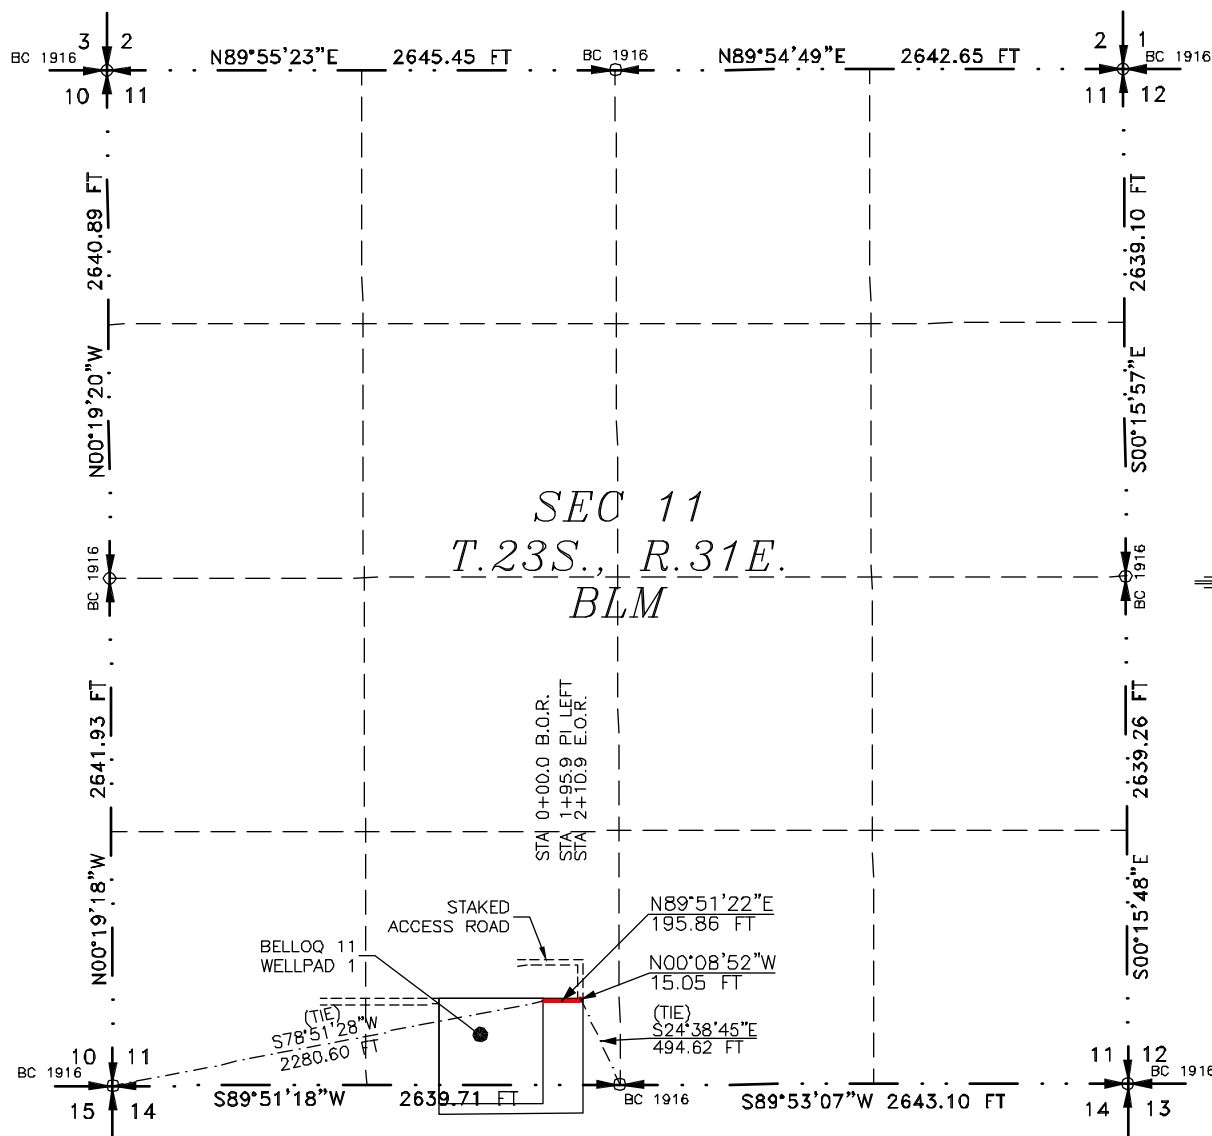 3 2
BC 1916
10 11
N89°55'23"E 2645.45 FT
BC 1916
N89°54'49"E 2642.65 FT
2 1
BC 1916
11 12
2640.89 FT
N00°19'20"W
2639.10 FT
S00°15'57"E
SEC 11
T.23S., R.31E.
BLM
BC 1916
BC 1916
2641.93 FT
N00°19'18"W
2639.26 FT
S00°15'48"E
STA 0+00.0 B.O.R.
STA 1+95.9 PI LEFT
STA 2+10.9 E.O.R.
STAKED
ACCESS ROAD
N89°51'22"E
195.86 FT
BELLOQ 11
WELLPAD 1
N00°08'52"W
15.05 FT
(TIE)
S78°51'28"W
2280.60 FT
(TIE)
S24°38'45"E
494.62 FT
10 11
BC 1916
15 14
S89°51'18"W 2639.71 FT
BC 1916
S89°53'07"W 2643.10 FT
11 12
BC 1916
14 13